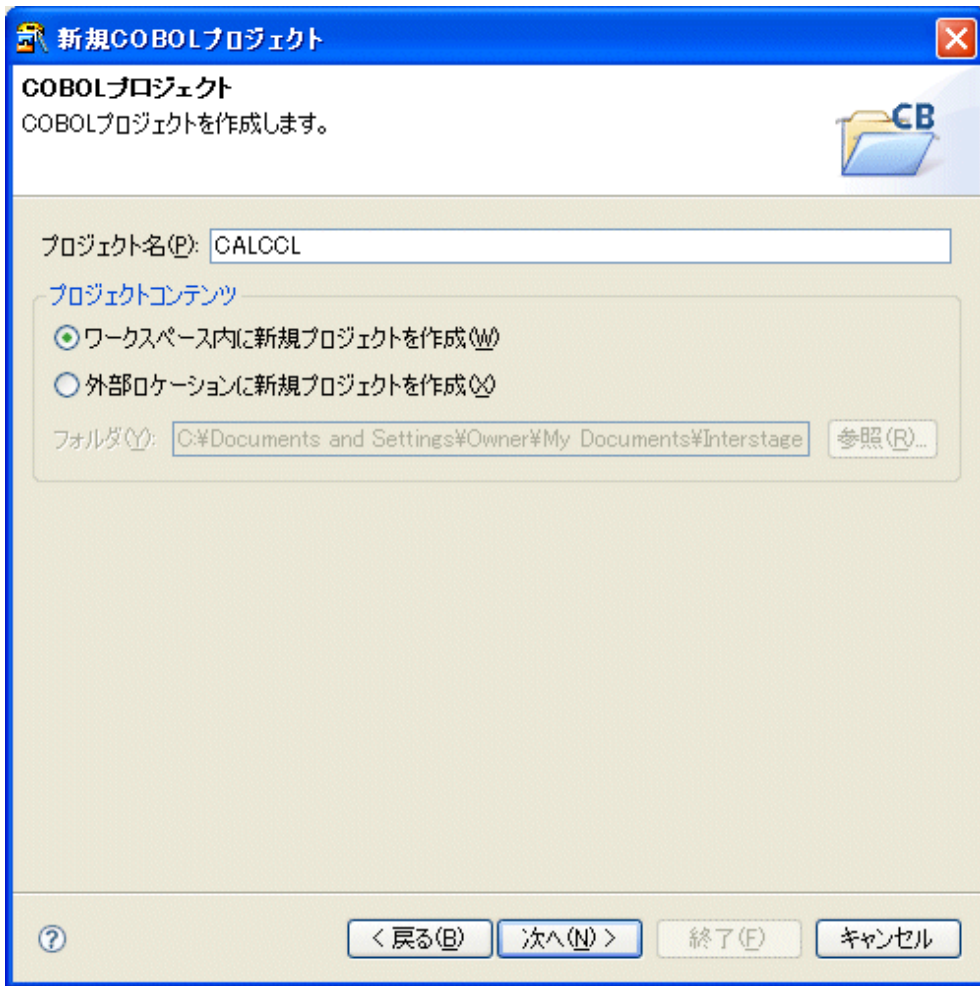 新規COBOLプロジェクト
COBOLプロジェクト
COBOLプロジェクトを作成します。
CB
プロジェクト名(P): CALCCL
プロジェクトコンテンツ
ワークスペース内に新規プロジェクトを作成(W)
外部ロケーションに新規プロジェクトを作成(X)
フォルダ(Y): C:¥Documents and Settings¥Owner¥My Documents¥Interstage 参照(R)...
? < 戻る(B) 次へ(N) > 終了(F) キャンセル